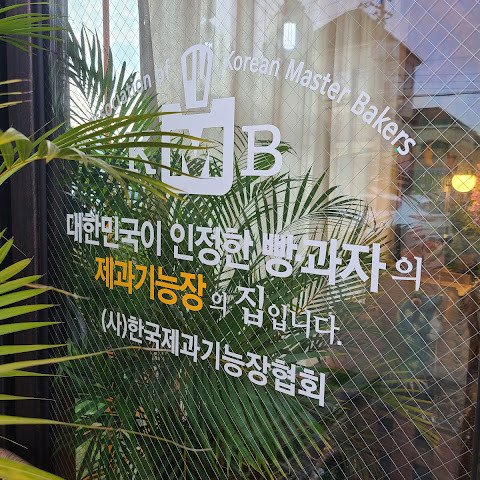 of Korean Master Bakers
K M B
대한민국이 인정한 빵과자의
제과기능장의 집입니다.
(사)한국제과기능장협회